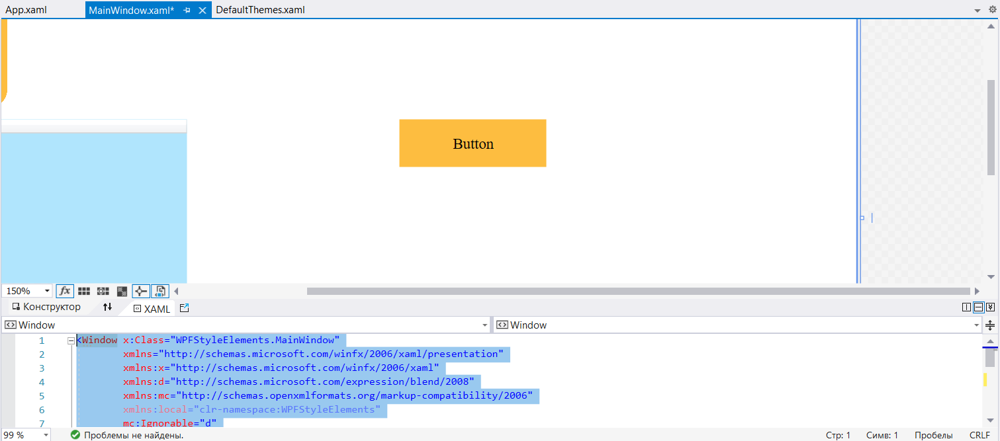 App.xaml MainWindow.xaml* DefaultThemes.xaml
Button
150% fx
Конструктор XAML
Window Window
1 <Window x:Class="WPFStyleElements.MainWindow"
2 xmlns="http://schemas.microsoft.com/winfx/2006/xaml/presentation"
3 xmlns:x="http://schemas.microsoft.com/winfx/2006/xaml"
4 xmlns:d="http://schemas.microsoft.com/expression/blend/2008"
5 xmlns:mc="http://schemas.openxmlformats.org/markup-compatibility/2006"
6 xmlns:local="clr-namespace:WPFStyleElements"
7 mc:Ignorable="d"
99 % Проблемы не найдены. Стр: 1 Симв: 1 Пробелы CRLF